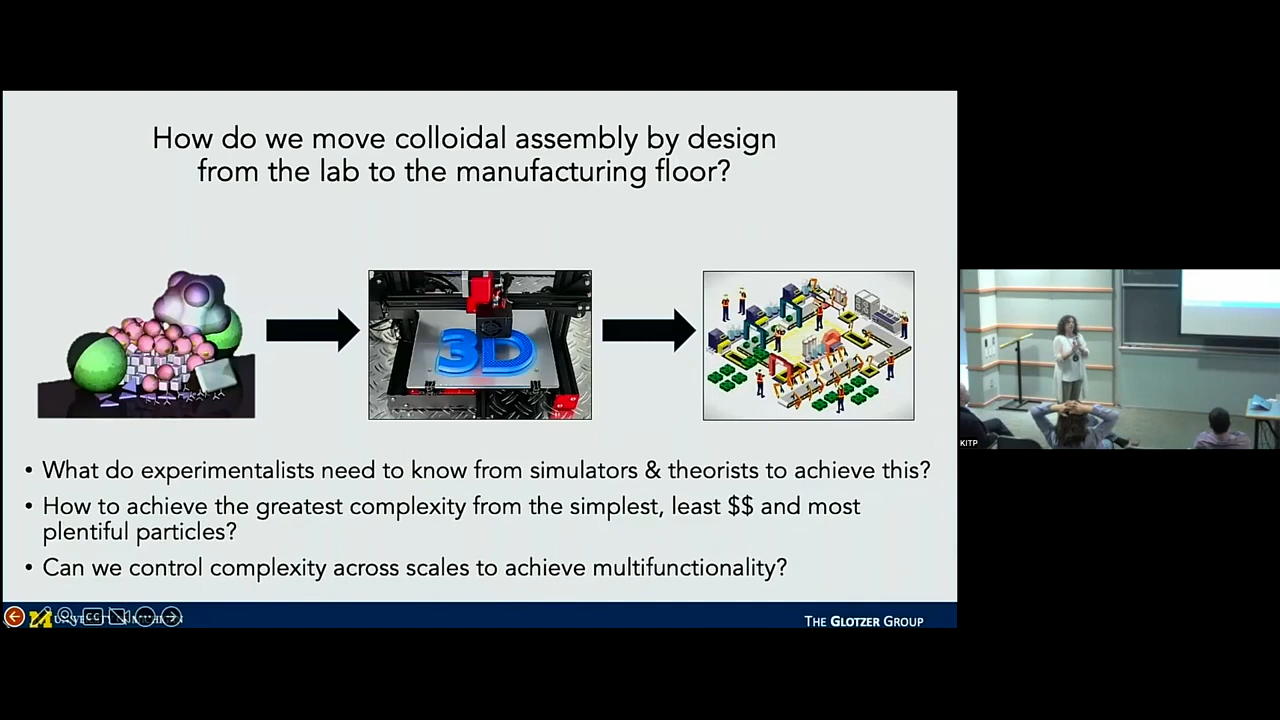 How do we move colloidal assembly by design
from the lab to the manufacturing floor?
3D
• What do experimentalists need to know from simulators & theorists to achieve this?
• How to achieve the greatest complexity from the simplest, least $$ and most
plentiful particles?
• Can we control complexity across scales to achieve multifunctionality?
CC
THE GLOTZER GROUP
KITP